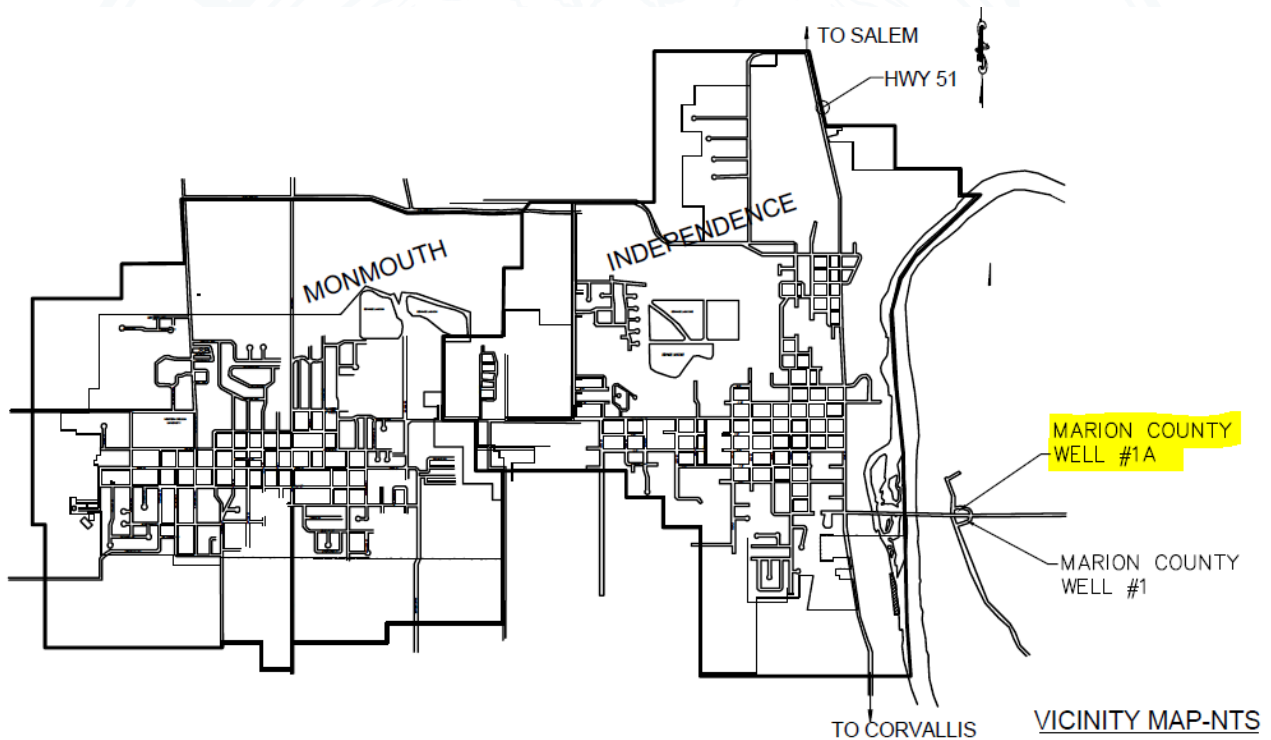 TO SALEM
HWY 51
INDEPENDENCE
MONMOUTH
MARION COUNTY
WELL #1A
MARION COUNTY
WELL #1
TO CORVALLIS
VICINITY MAP-NTS